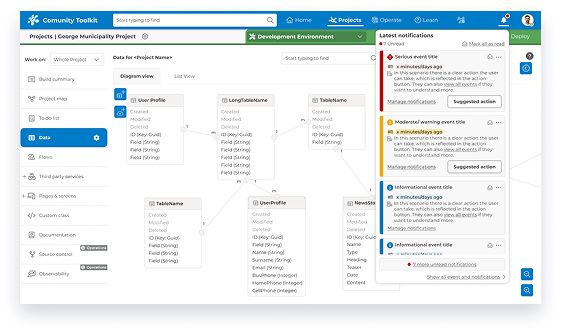 Comunity Toolkit
Start typing to find
Home
Projects
Operate
Learn
Projects | George Municipality Project
Development Environment
Deploy
Work on:
Whole Project
Build summary
Project map
To do list
Data
Flows
Third party services
Pages & screens
Custom class
Documentation
Source control
Operations
Observability
Operations
Data for <Project Name>
Start typing to find
Diagram view
List View
User Profile
Created
Modified
Deleted
ID (Key: Guid)
Field (String)
Field (String)
Field (String)
LongTableName
Created
Modified
Deleted
ID (Key: Guid)
Field (String)
Field (String)
Field (String)
TableName
Created
Modified
Deleted
ID (Key: Guid)
Field (String)
Field (String)
Field (String)
TableName
Created
Modified
Deleted
ID (Key: Guid)
Field (String)
Field (String)
Field (String)
UserProfile
Created
Modified
Deleted
ID (Key: Guid)
Name (String)
Surname (String)
Email (String)
BusPhone (Integer)
HomePhone (Integer)
CellPhone (Integer)
NewsSto
Created
Modified
Deleted
ID (Key: Guid)
Name
Type
Heading
Teaser
Date
Content
Latest notifications
7 Unread
Mark all as read
Serious event title
x minutes/days ago
In this scenario there is a clear action the user
can take, which is reflected in the action
button. They can view all events if they
want to understand more.
Manage notifications
Suggested action
Moderate/ warning event title
x minutes/days ago
In this scenario there is a clear action the user
can take, which is reflected in the action
button. They can view all events if they
want to understand more.
Manage notifications
Suggested action
Informational event title
x minutes/days ago
In this scenario there is a clear action the user
can take, which is reflected in the action
button. They can view all events if they
want to understand more.
Manage notifications
Informational event title
x minutes/days ago
7 more unread notifications
Show all event and notifications